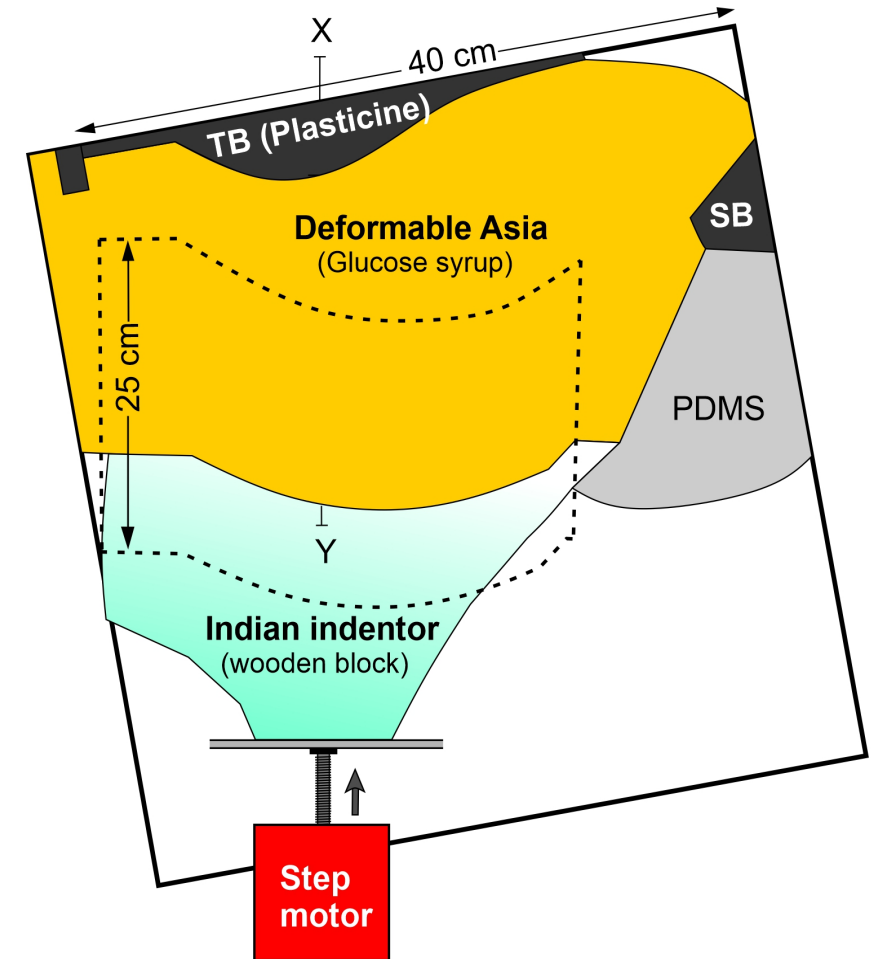 X
40 cm
TB (Plasticine)
SB
Deformable Asia
(Glucose syrup)
25 cm
PDMS
Y
Indian indentor
(wooden block)
Step
motor